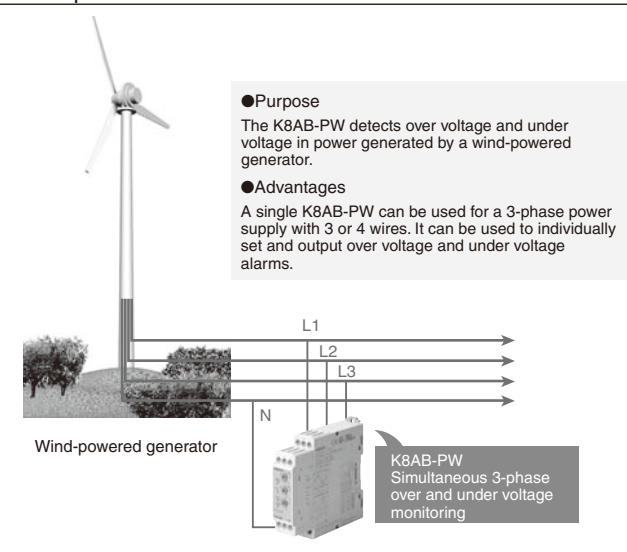 ●Purpose
The K8AB-PW detects over voltage and under
voltage in power generated by a wind-powered
generator.
●Advantages
A single K8AB-PW can be used for a 3-phase power
supply with 3 or 4 wires. It can be used to individually
set and output over voltage and under voltage
alarms.
L1
L2
L3
N
Wind-powered generator
K8AB-PW
Simultaneous 3-phase
over and under voltage
monitoring